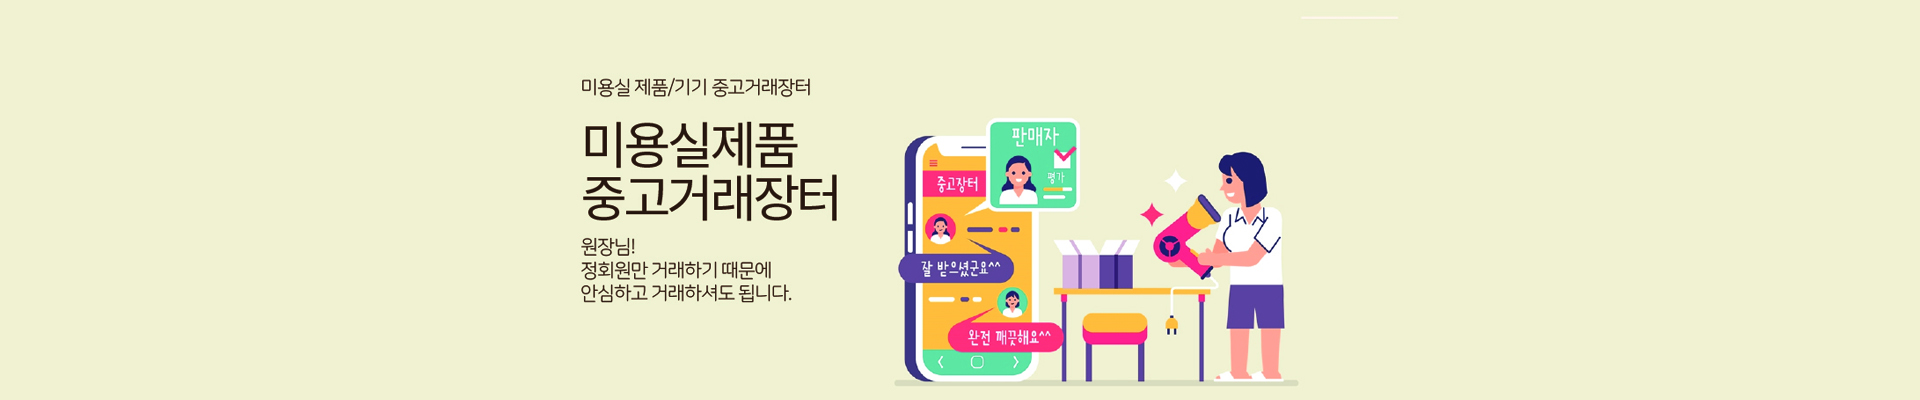 미용실 제품/기기 중고거래장터
미용실제품
중고거래장터
원장님!
정회원만 거래하기 때문에
안심하고 거래하셔도 됩니다.
판매자
평가
중고장터
잘 받으셨군요^^
완전 깨끗해요^^